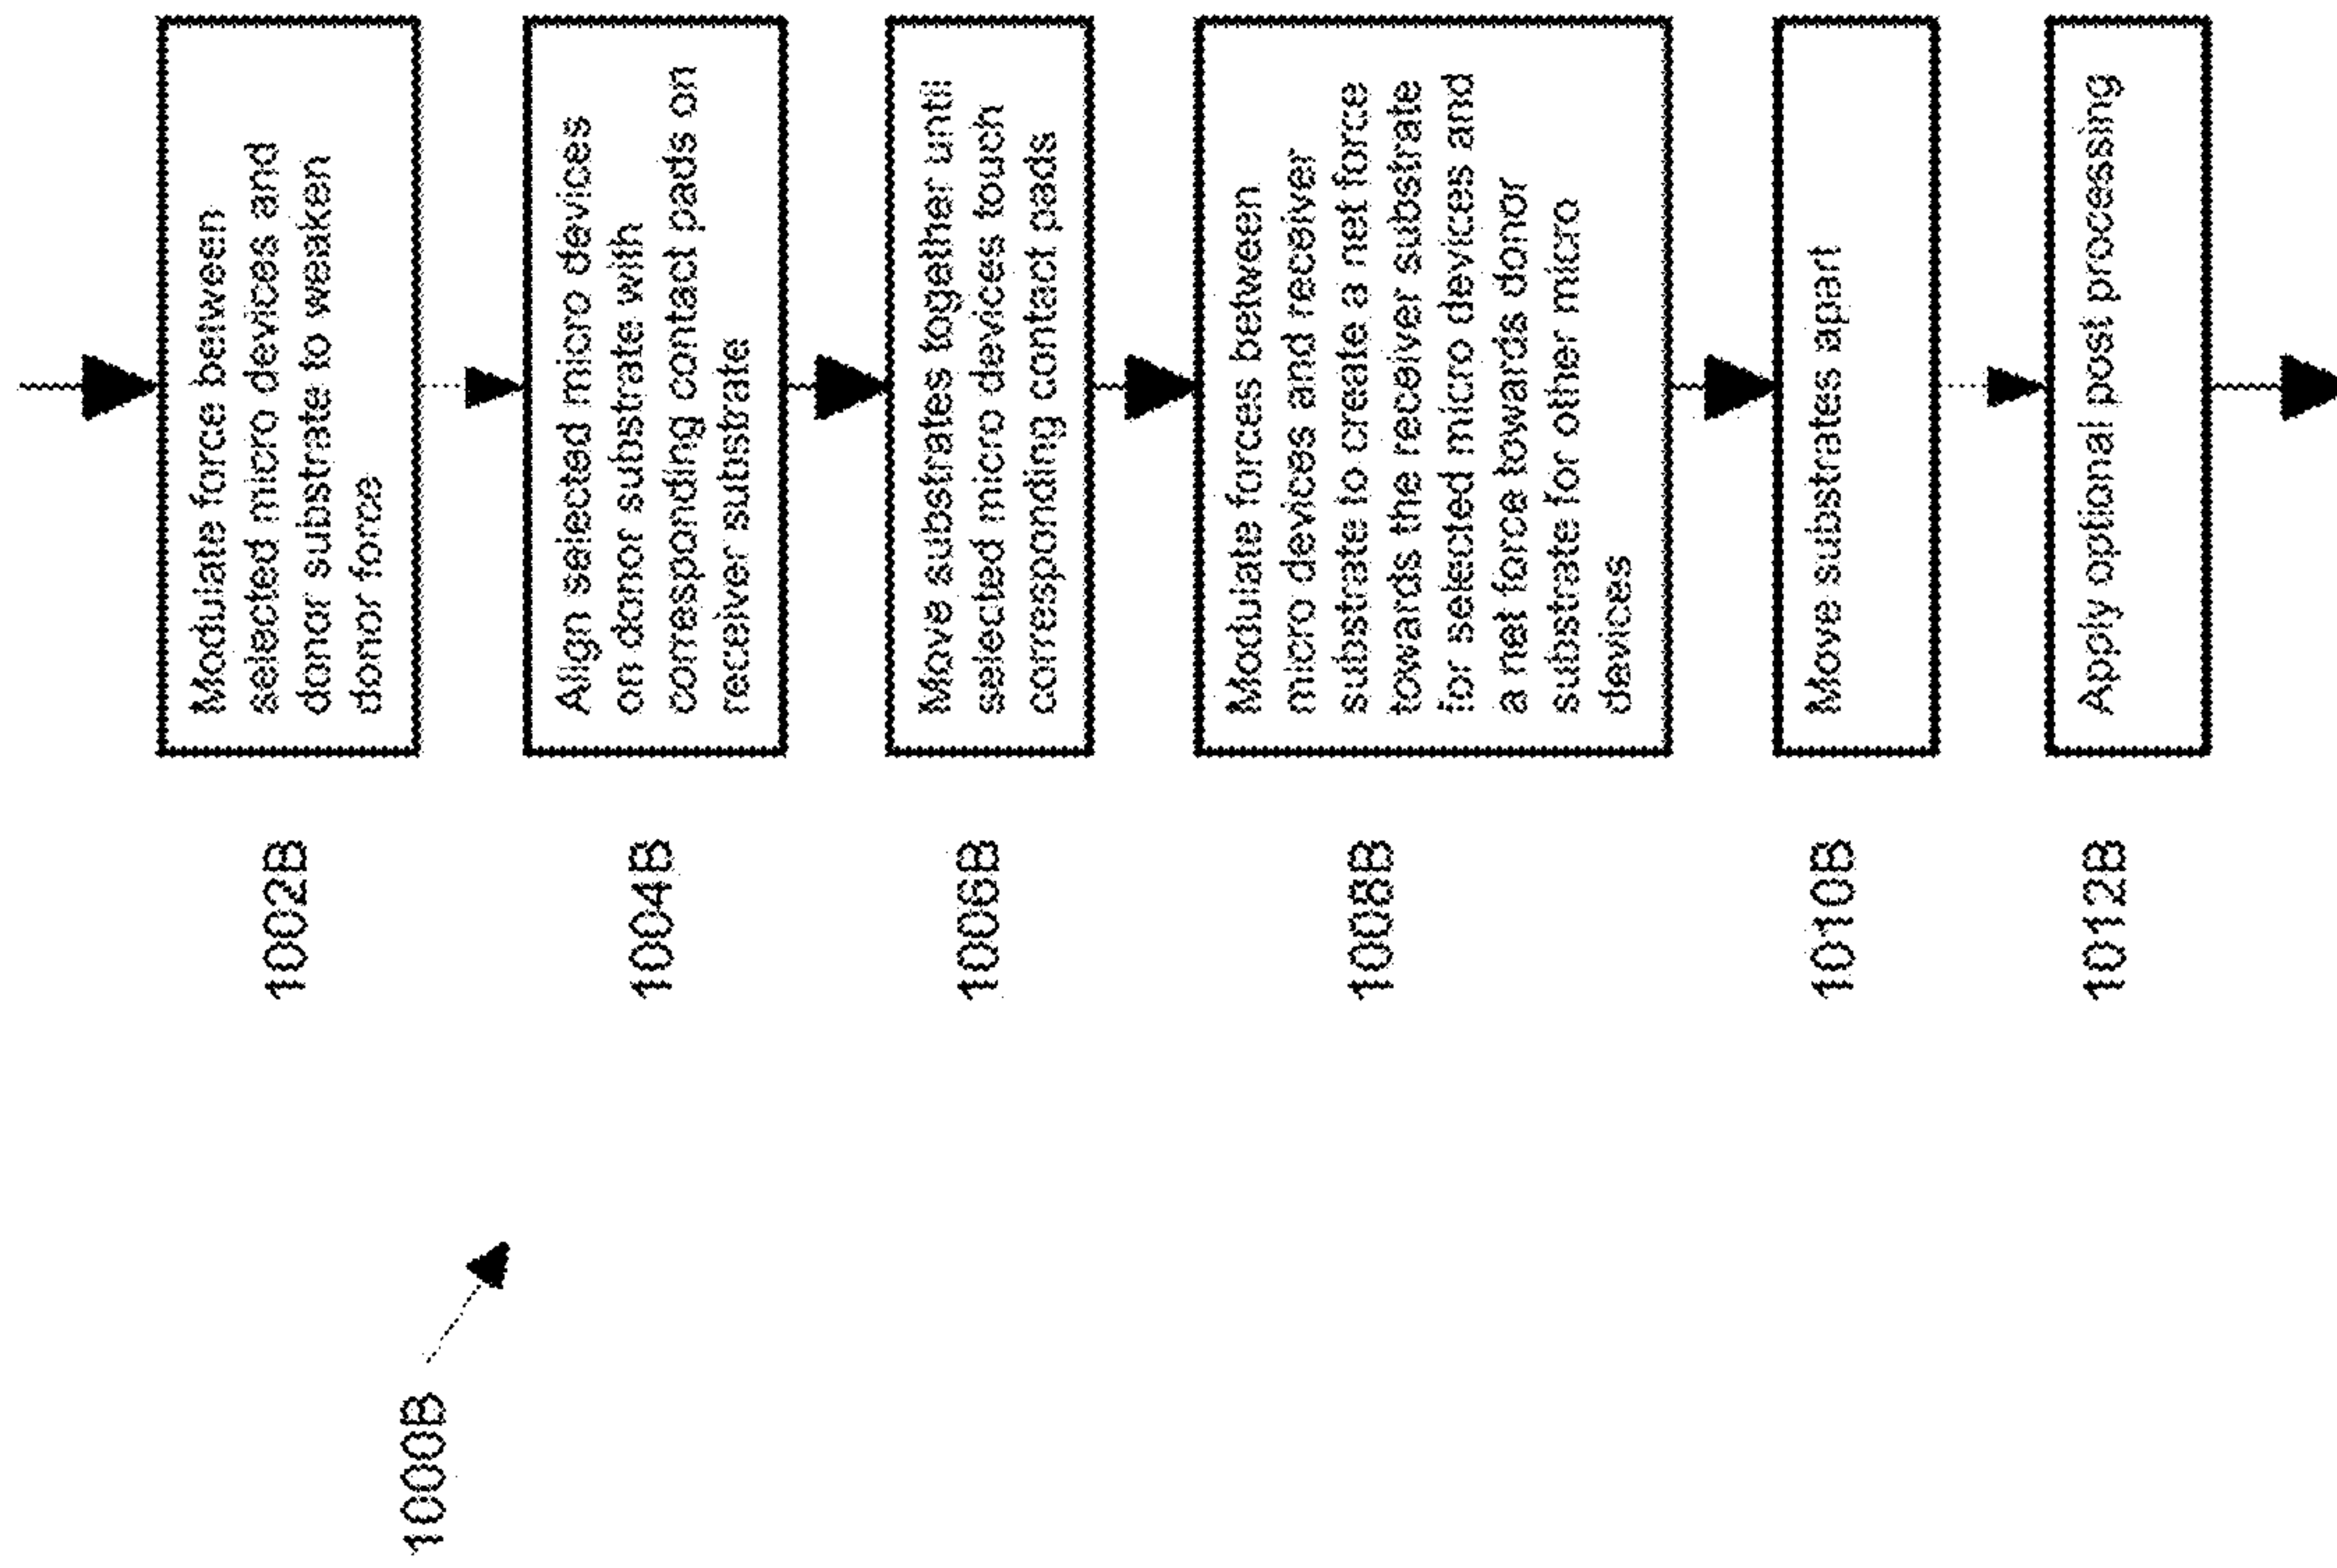 1000B
1002B
Modulate force between
selected micro devices and
donor substrate to weaken
donor force
1004B
Align selected micro devices
on donor substrate with
corresponding contact pads on
receiver substrate
1006B
Move substrates together until
selected micro devices touch
corresponding contact pads
1008B
Modulate forces between
micro devices and receiver
substrate to create a net force
towards the receiver substrate
for selected micro devices and
a net force towards donor
substrate for other micro
devices
1010B
Move substrates apart
1012B
Apply optional post processing